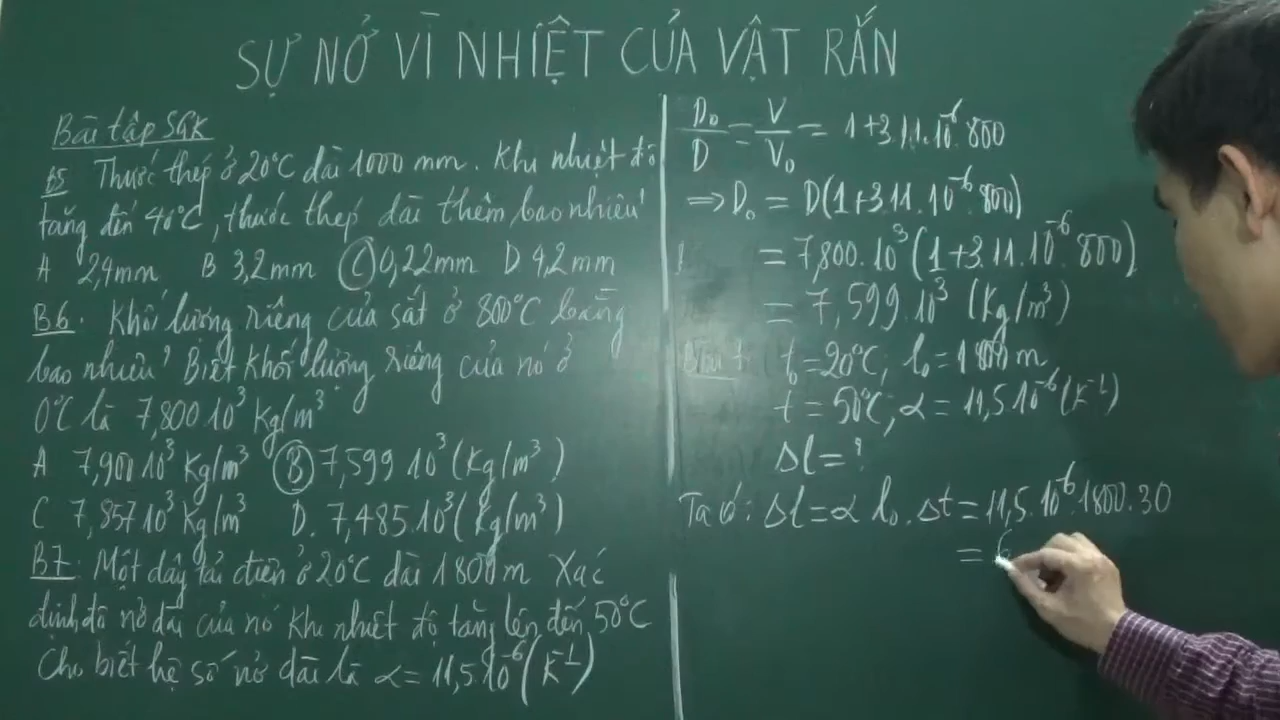 SỰ NỞ VÌ NHIỆT CỦA VẬT RẮN
Bài tập SGK
B5 Thước thép ở 20°C dài 1000 mm. Khi nhiệt độ
tăng đến 40°C, thước thép dài thêm bao nhiêu?
A 2,4mm B 3,2mm C 0,22mm D 4,2mm
B6. Khối lượng riêng của sắt ở 800°C bằng
bao nhiêu? Biết khối lượng riêng của nó ở
0°C là 7,800.10³ Kg/m³
A 7,900.10³ Kg/m³ B 7,599.10³ (Kg/m³)
C 7,857.10³ Kg/m³ D. 7,485.10³ (Kg/m³)
B7. Một dây tải điện ở 20°C dài 1800m Xác
định độ nở dài của nó khi nhiệt độ tăng lên đến 50°C
Cho biết hệ số nở dài là α = 11,5.10⁻⁶ (K⁻¹)
D₀/D = V/V₀ = 1+3.11.10⁻⁶.800
⇒ D₀ = D(1+3.11.10⁻⁶.800)
= 7,800.10³ (1+3.11.10⁻⁶.800)
= 7,599.10³ (Kg/m³)
t₀ = 20°C; l₀ = 1800m
t = 50°C; α = 11,5.10⁻⁶ (K⁻¹)
Δl = ?
Ta có: Δl = α l₀. Δt = 11,5.10⁻⁶.1800.30
=